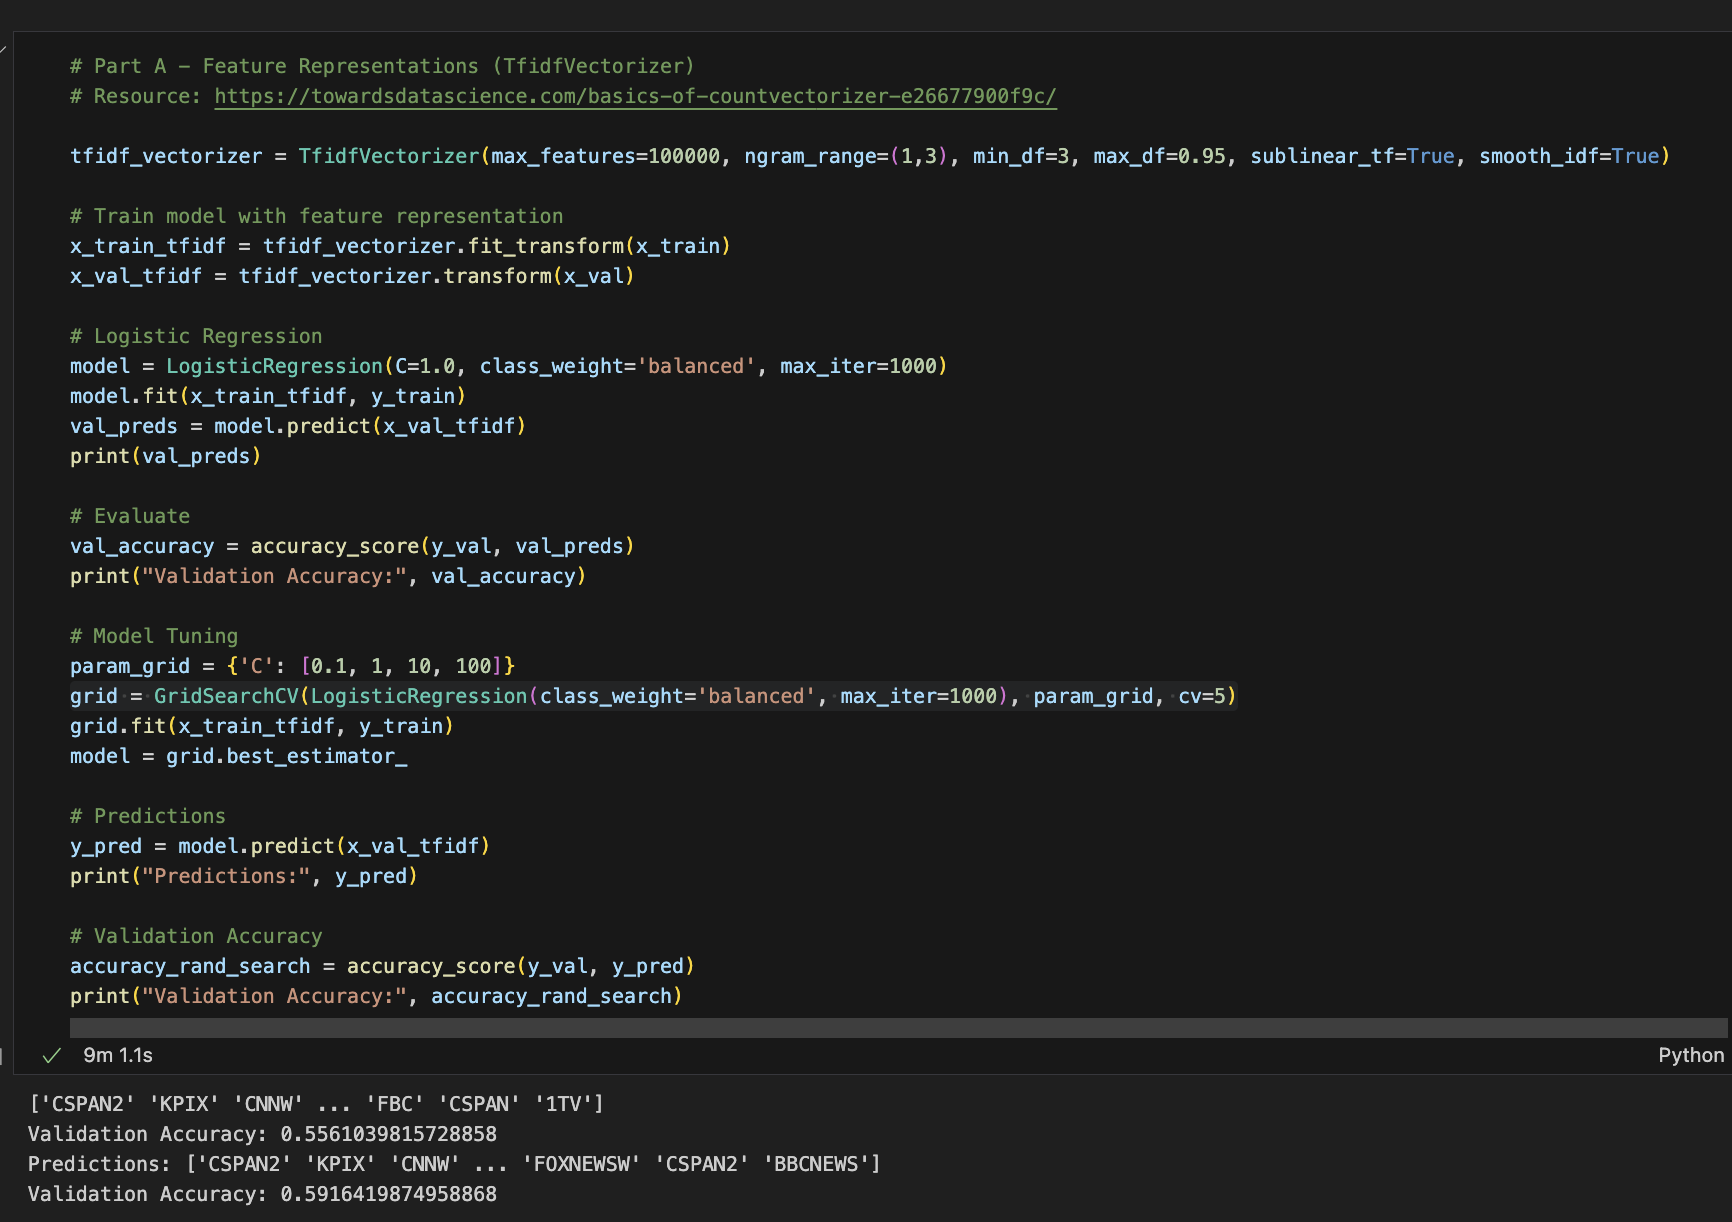 # Part A – Feature Representations (TfidfVectorizer)
# Resource: https://towardsdatascience.com/basics-of-countvectorizer-e26677900f9c/
tfidf_vectorizer = TfidfVectorizer(max_features=100000, ngram_range=(1,3), min_df=3, max_df=0.95, sublinear_tf=True, smooth_idf=True)
# Train model with feature representation
x_train_tfidf = tfidf_vectorizer.fit_transform(x_train)
x_val_tfidf = tfidf_vectorizer.transform(x_val)
# Logistic Regression
model = LogisticRegression(C=1.0, class_weight='balanced', max_iter=1000)
model.fit(x_train_tfidf, y_train)
val_preds = model.predict(x_val_tfidf)
print(val_preds)
# Evaluate
val_accuracy = accuracy_score(y_val, val_preds)
print("Validation Accuracy:", val_accuracy)
# Model Tuning
param_grid = {'C': [0.1, 1, 10, 100]}
grid = GridSearchCV(LogisticRegression(class_weight='balanced', max_iter=1000), param_grid, cv=5)
grid.fit(x_train_tfidf, y_train)
model = grid.best_estimator_
# Predictions
y_pred = model.predict(x_val_tfidf)
print("Predictions:", y_pred)
# Validation Accuracy
accuracy_rand_search = accuracy_score(y_val, y_pred)
print("Validation Accuracy:", accuracy_rand_search)
9m 1.1s
Python
['CSPAN2' 'KPIX' 'CNNW' ... 'FBC' 'CSPAN' '1TV']
Validation Accuracy: 0.5561039815728858
Predictions: ['CSPAN2' 'KPIX' 'CNNW' ... 'FOXNEWSW' 'CSPAN2' 'BBCNEWS']
Validation Accuracy: 0.5916419874958868